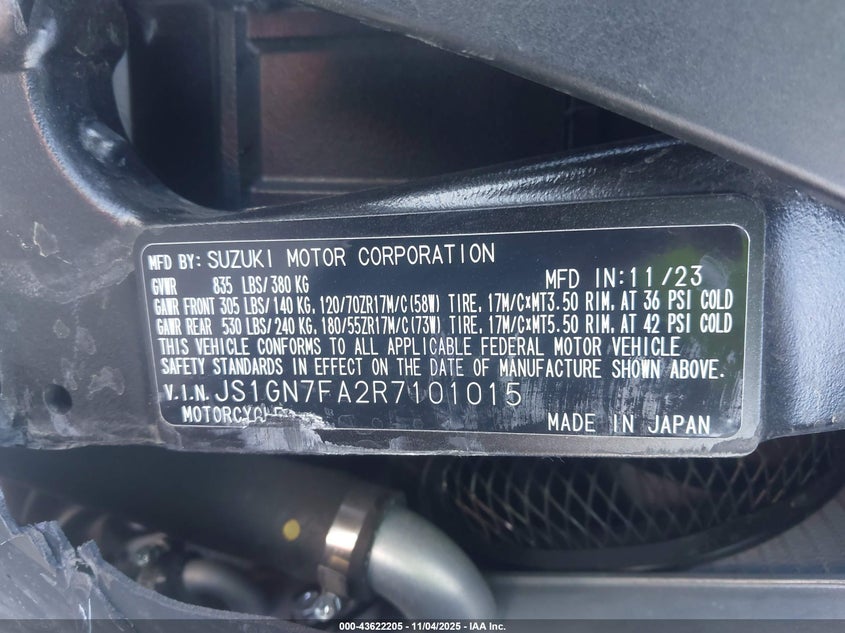 MFD BY: SUZUKI MOTOR CORPORATION
GVWR 835 LBS/380 KG MFD IN: 11/23
GAWR FRONT 305 LBS/140 KG, 120/70ZR17M/C(58W) TIRE, 17M/C×MT3.50 RIM, AT 36 PSI COLD
GAWR REAR 530 LBS/240 KG, 180/55ZR17M/C(73W) TIRE, 17M/C×MT5.50 RIM, AT 42 PSI COLD
THIS VEHICLE CONFORMS TO ALL APPLICABLE FEDERAL MOTOR VEHICLE
SAFETY STANDARDS IN EFFECT ON THE DATE OF MANUFACTURE SHOWN ABOVE.
V.I.N. JS1GN7FA2R7101015
MOTORCYCLE MADE IN JAPAN
000-43622205 - 11/04/2025 - IAA Inc.